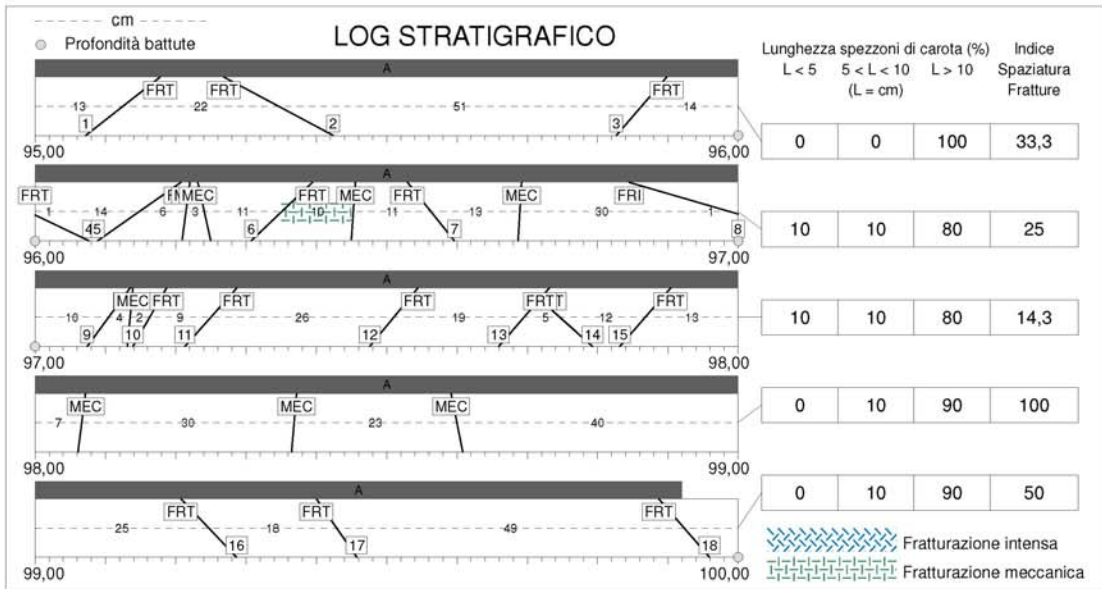 cm
Profondità battute
LOG STRATIGRAFICO
Lunghezza spezzoni di carota (%)
L < 5 5 < L < 10 L > 10
(L = cm)
Indice
Spaziatura
Fratture
A
FRT FRT FRT
13 22 51 14
1 2 3
95,00 96,00
0 0 100 33,3
A
FRT MEC FRT MEC FRT MEC FRI
1 14 6 3 11 10 11 13 30 1
45 6 7 8
96,00 97,00
10 10 80 25
A
MEC FRT FRT FRT FRT FRT
10 4 2 9 26 19 5 12 13
9 10 11 12 13 14 15
97,00 98,00
10 10 80 14,3
A
MEC MEC MEC
7 30 23 40
98,00 99,00
0 10 90 100
A
FRT FRT FRT
25 18 49
16 17 18
99,00 100,00
0 10 90 50
Fratturazione intensa
Fratturazione meccanica